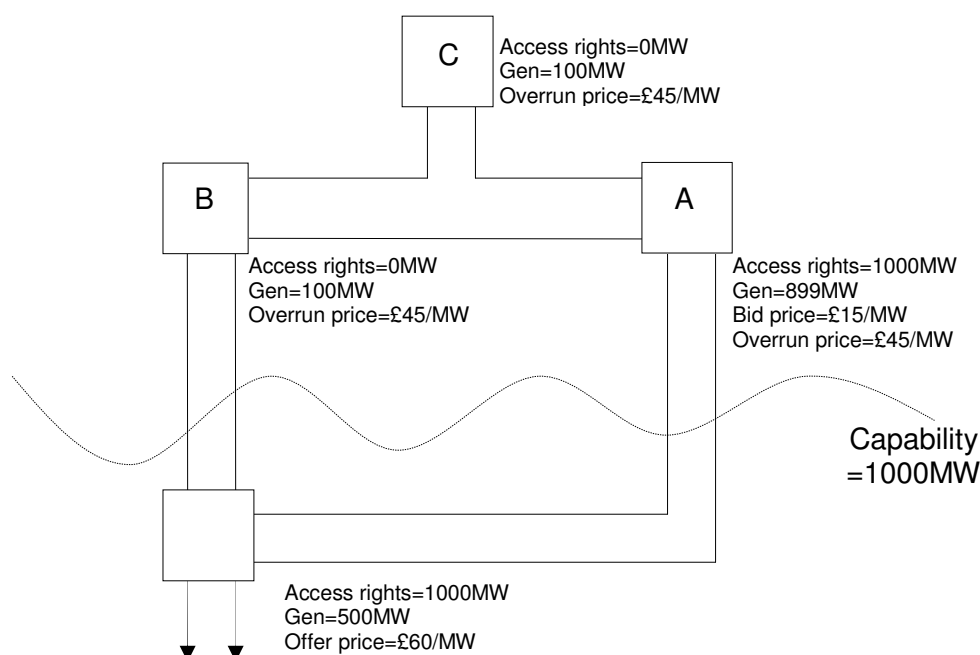 C
Access rights=0MW
Gen=100MW
Overrun price=£45/MW
B
A
Access rights=0MW
Gen=100MW
Overrun price=£45/MW
Access rights=1000MW
Gen=899MW
Bid price=£15/MW
Overrun price=£45/MW
Capability
=1000MW
Access rights=1000MW
Gen=500MW
Offer price=£60/MW